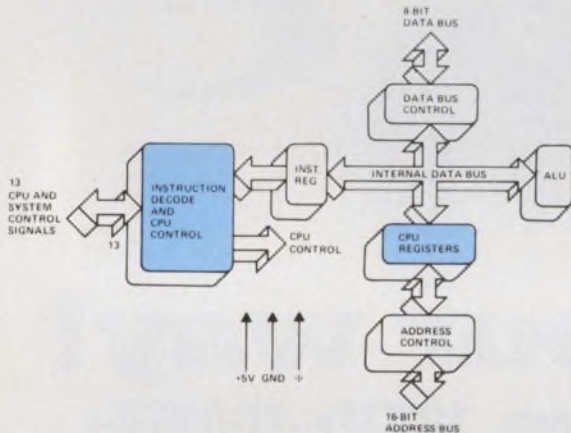 8-BIT
DATA BUS
DATA BUS
CONTROL
13
CPU AND
SYSTEM
CONTROL
SIGNALS
13
INSTRUCTION
DECODE
AND
CPU
CONTROL
INST
REG
INTERNAL DATA BUS
ALU
CPU
CONTROL
CPU
REGISTERS
ADDRESS
CONTROL
+5V GND Φ
16-BIT
ADDRESS BUS